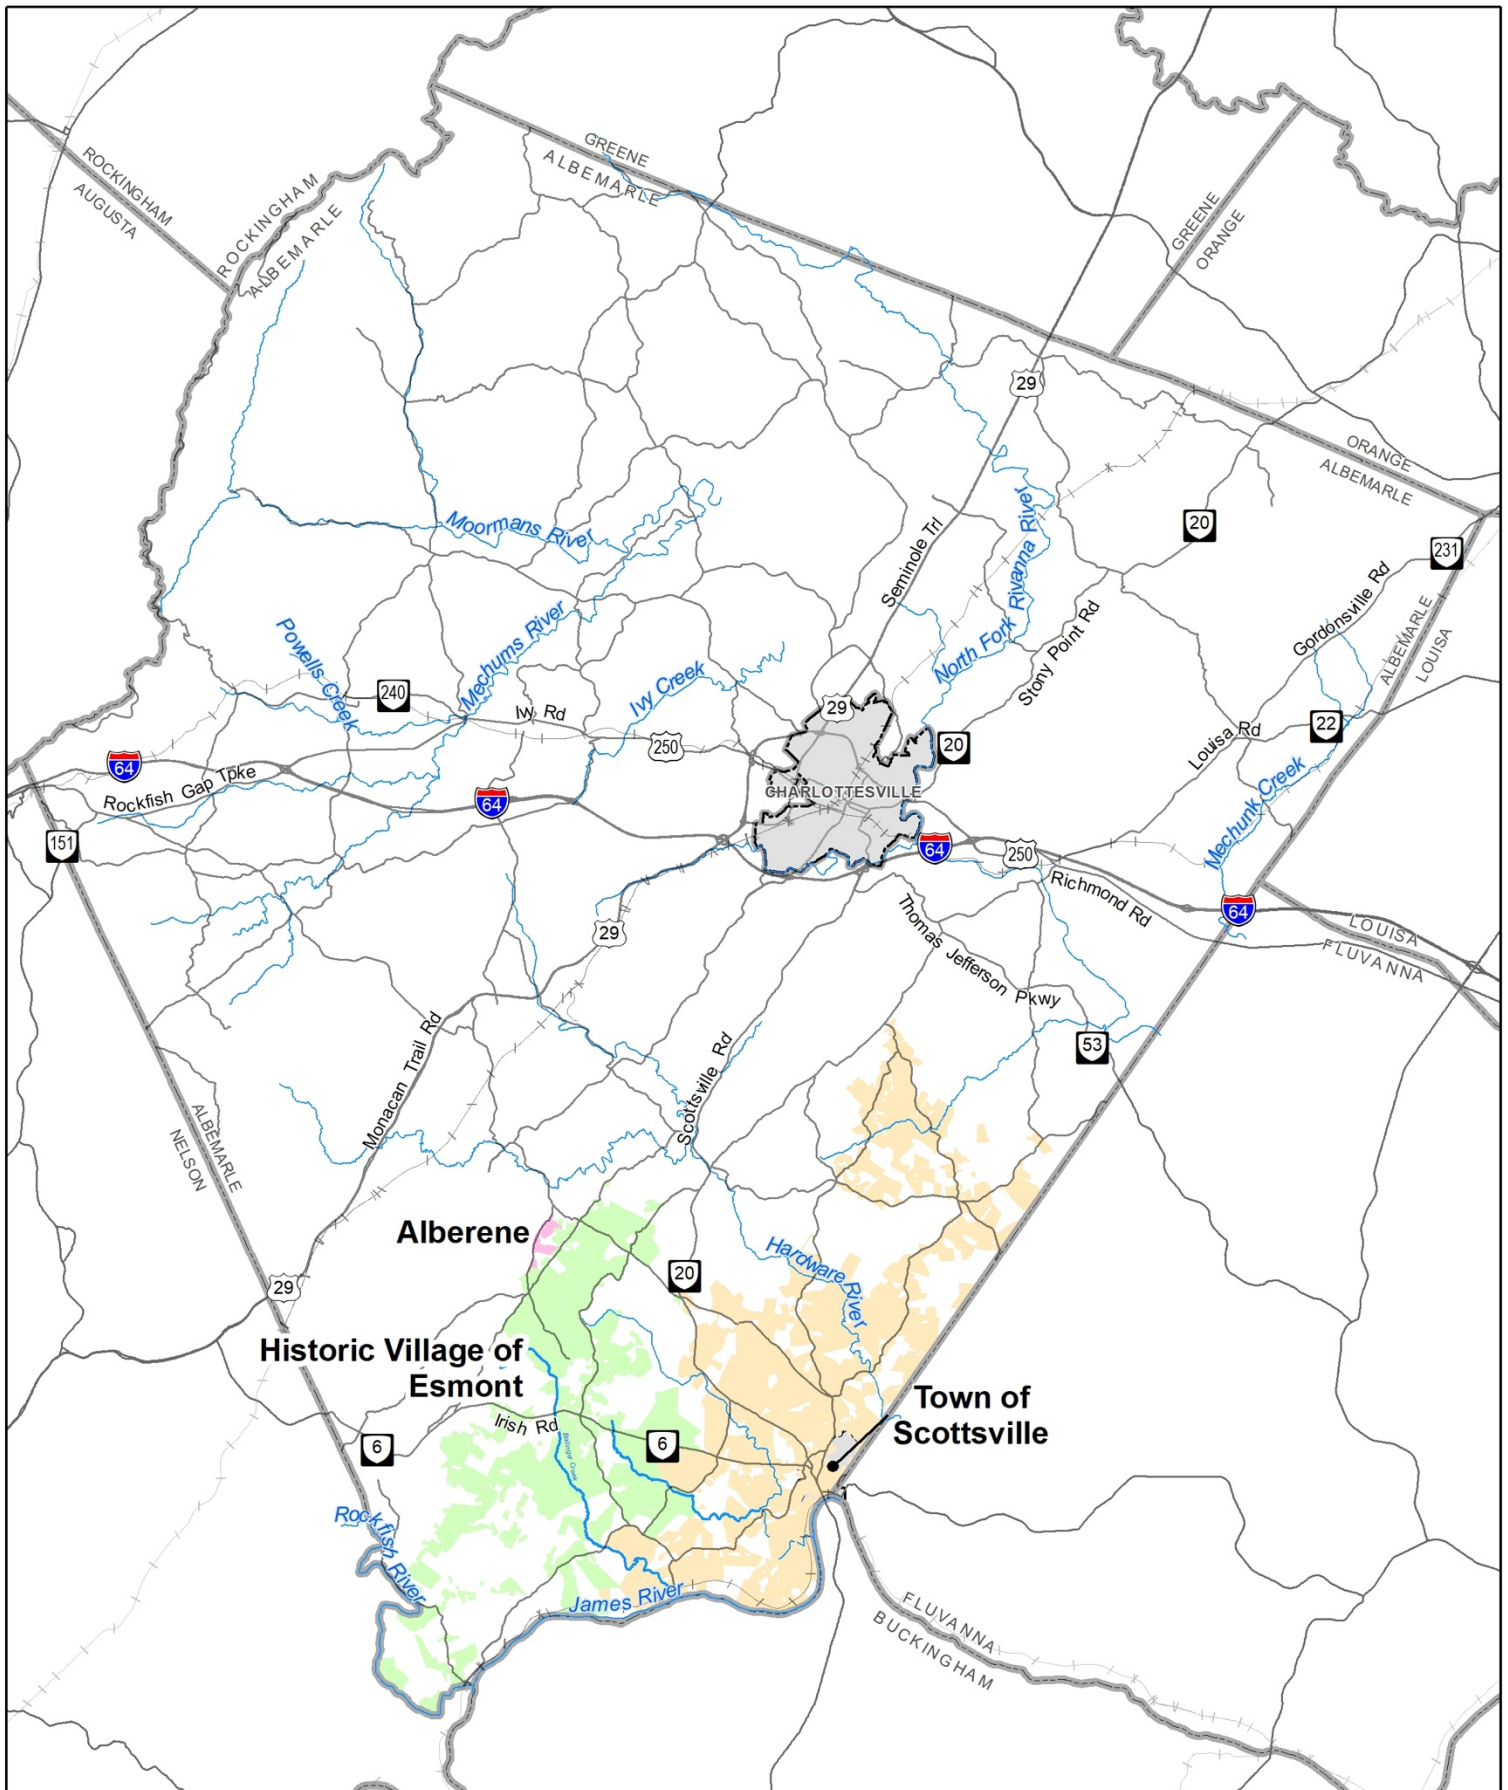 GREENE
ALBEMARLE
ROCKINGHAM
AUGUSTA
ROCKINGHAM
ALBEMARLE
GREENE
ORANGE
29
ORANGE
ALBEMARLE
Moormans River
Seminole Trl
North Fork Rivanna River
20
231
Gordonsville Rd
ALBEMARLE
LOUISA
Powells Creek
Mechums River
Stony Point Rd
240
Ivy Rd
Ivy Creek
250
29
20
22
Louisa Rd
Mechunk Creek
64
Rockfish Gap Tpke
64
CHARLOTTESVILLE
151
64
250
Richmond Rd
64
LOUISA
FLUVANNA
29
Thomas Jefferson Pkwy
53
Monacan Trail Rd
Scottsville Rd
ALBEMARLE
NELSON
Alberene
20
Hardware River
29
Historic Village of
Esmont
Town of
Scottsville
Irish Rd
6
6
Ballinger Creek
Rockfish River
James River
FLUVANNA
BUCKINGHAM